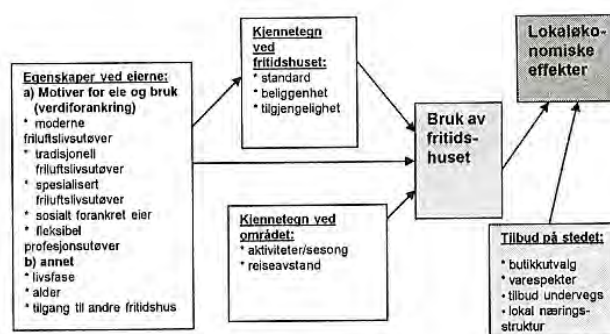 Egenskaper ved eierne:
a) Motiver for eie og bruk
(verdiforankring)
* moderne
friluftslivsutøver
* tradisjonell
friluftslivsutøver
* spesialisert
friluftslivsutøver
* sosialt forankret eier
* fleksibel
profesjonsutøver
b) annet
* livsfase
* alder
* tilgang til andre fritidshus
Kjennetegn
ved
fritidshuset:
* standard
* beliggenhet
* tilgjengelighet
Kjennetegn ved
området:
* aktiviteter/sesong
* reiseavstand
Bruk av
fritids-
huset
Lokaløko-
nomiske
effekter
Tilbud på stedet:
* butikkutvalg
* varespekter
* tilbud undervegs
* lokal nærings-
struktur